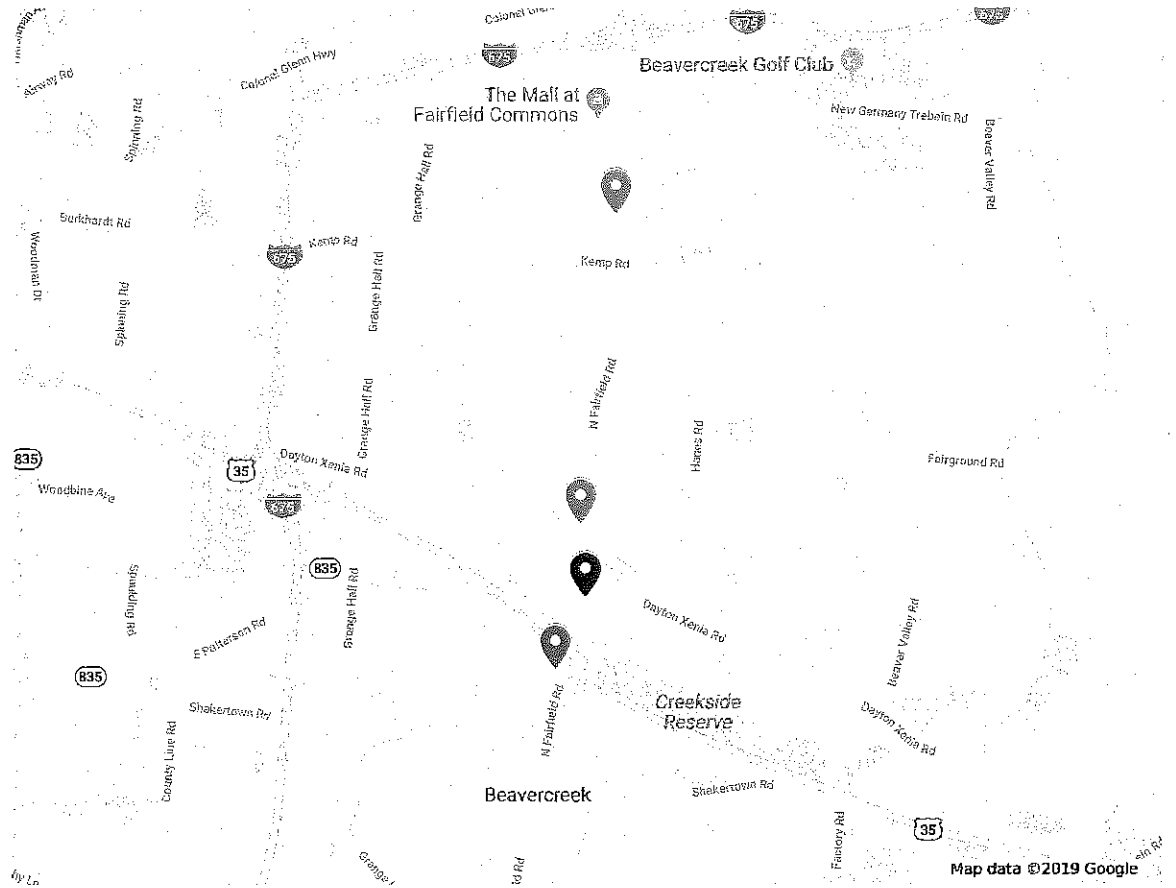 Colonel Glenn Hwy
675
675
675
Beavercreek Golf Club
Airway Rd
The Mall at
Fairfield Commons
Spinning Rd
New Germany Trebein Rd
Beaver Valley Rd
Grange Hall Rd
Burkhardt Rd
Woodman Dr
675
Kemp Rd
Kemp Rd
Grange Hall Rd
Spinning Rd
N Fairfield Rd
Grange Hall Rd
Hanes Rd
835
35
Dayton Xenia Rd
Fairground Rd
Woodbine Ave
675
835
Spaulding Rd
Grange Hall Rd
E Patterson Rd
Dayton Xenia Rd
Beaver Valley Rd
835
Shakertown Rd
Creekside
Reserve
N Fairfield Rd
County Line Rd
Dayton Xenia Rd
Beavercreek
Shakertown Rd
Factory Rd
35
Map data ©2019 Google